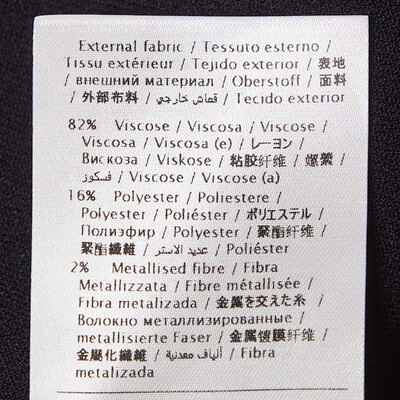 External fabric / Tessuto esterno /
Tissu extérieur / Tejido exterior / 表地
/ внешний материал / Oberstoff / 面料
/ 外部布料 / قماش خارجي / Tecido exterior
82% Viscose / Viscosa / Viscose /
Viscosa / Viscosa (e) / レーヨン /
Вискоза / Viskose / 粘胶纤维 / 嫘縈 /
فسكوز / Viscose / Viscose (a)
16% Polyester / Poliestere /
Polyester / Poliéster / ポリエステル /
Полиэфир / Polyester / 聚酯纤维 /
聚酯纖維 / عديد الاستر / Poliéster
2% Metallised fibre / Fibra
Metallizzata / Fibre métallisée /
Fibra metalizada / 金属を交えた糸 /
Волокно металлизированные /
metallisierte Faser / 金属镀膜纤维 /
金屬化纖維 / ألياف معدنية / Fibra
metalizada